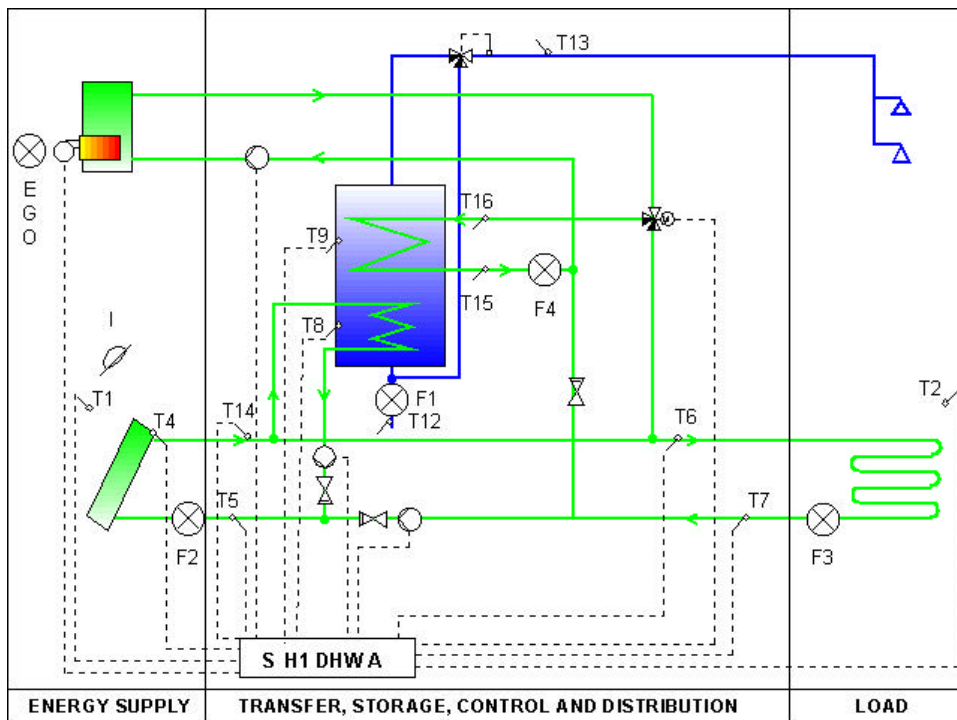 T13
E
G
O
T16
T9
T15
F4
T8
I
F1
T1
T12
T2
T4
T14
T6
T5
T7
F2
F3
M
S H1 DHWA
ENERGY SUPPLY
TRANSFER, STORAGE, CONTROL AND DISTRIBUTION
LOAD